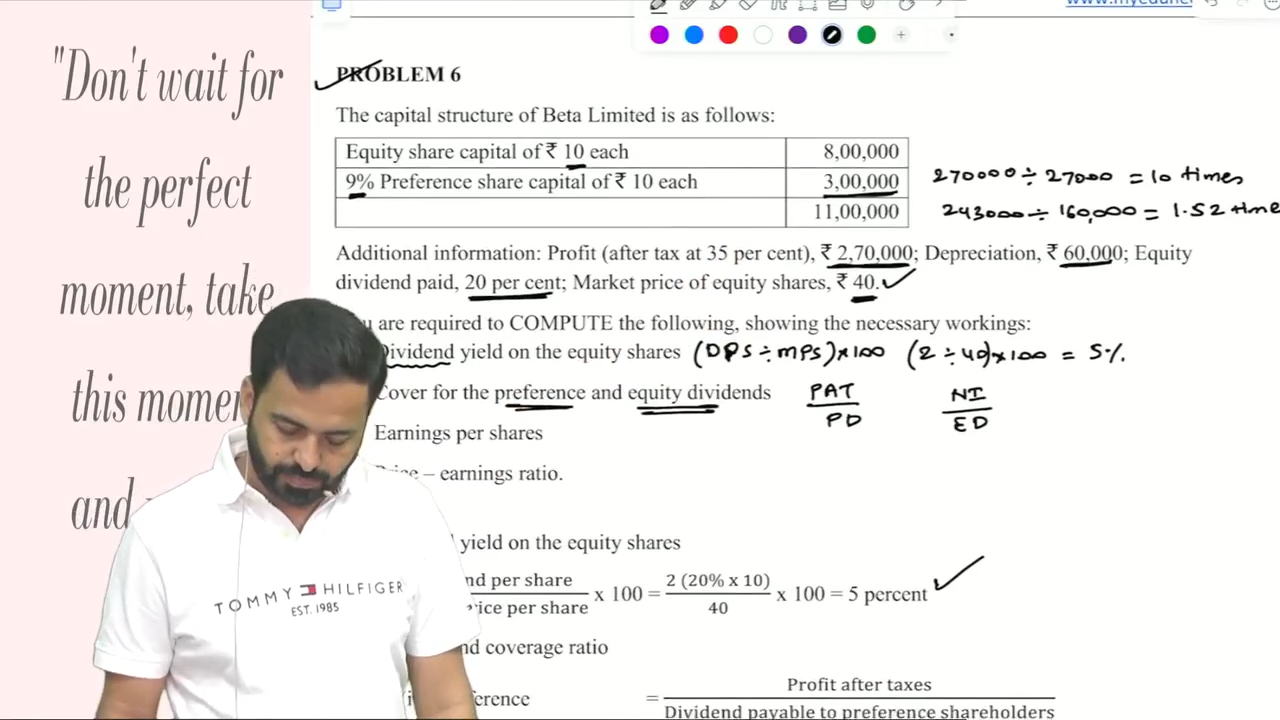 "Don't wait for
the perfect
moment, take
this
and
PROBLEM 6
The capital structure of Beta Limited is as follows:
Equity share capital of ₹ 10 each 8,00,000
9% Preference share capital of ₹ 10 each 3,00,000
11,00,000
270000 ÷ 27000 = 10 times
243000 ÷ 160,000 = 1.52 time
Additional information: Profit (after tax at 35 per cent), ₹ 2,70,000; Depreciation, ₹ 60,000; Equity
dividend paid, 20 per cent; Market price of equity shares, ₹ 40.
are required to COMPUTE the following, showing the necessary workings:
Dividend yield on the equity shares (DPS ÷ MPS) × 100 (2 ÷ 40) × 100 = 5%
Cover for the preference and equity dividends PAT / PD NI / ED
Earnings per shares
Price – earnings ratio.
yield on the equity shares
per share / per share x 100 = 2 (20% x 10) / 40 x 100 = 5 percent
coverage ratio
= Profit after taxes / Dividend payable to preference shareholders
TOMMY HILFIGER
EST. 1985